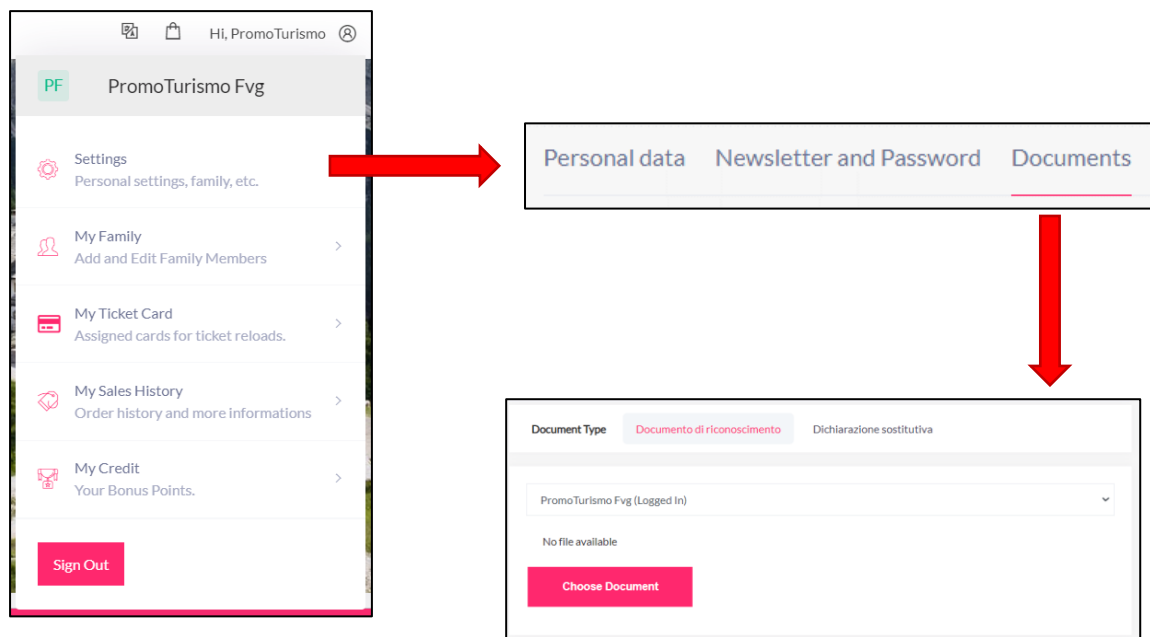 Hi, PromoTurismo
PF PromoTurismo Fvg
Settings
Personal settings, family, etc.
My Family
Add and Edit Family Members
My Ticket Card
Assigned cards for ticket reloads.
My Sales History
Order history and more informations
My Credit
Your Bonus Points.
Sign Out
Personal data Newsletter and Password Documents
Document Type Documento di riconoscimento Dichiarazione sostitutiva
PromoTurismo Fvg (Logged In)
No file available
Choose Document